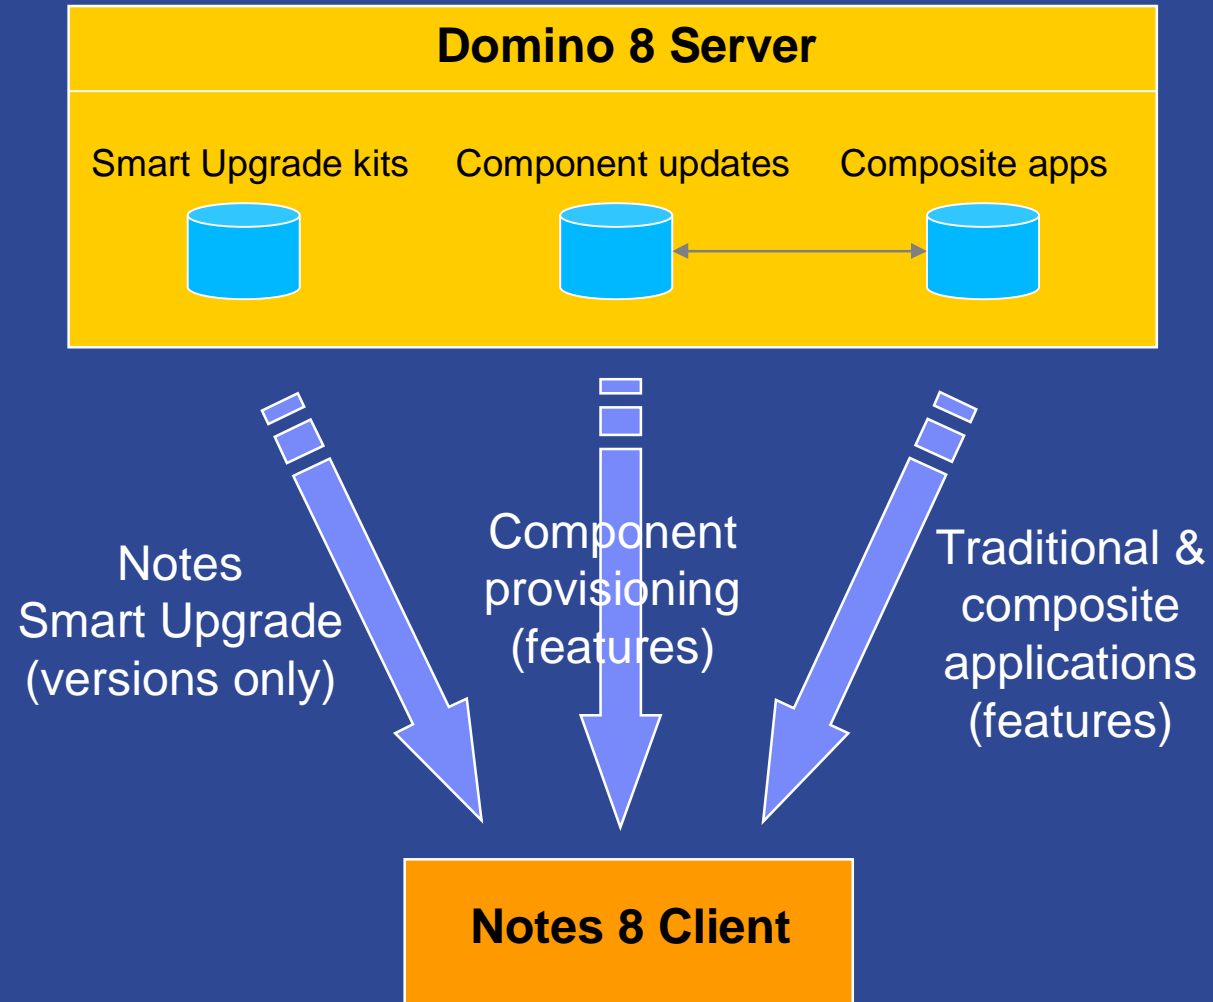 Domino 8 Server
Smart Upgrade kits
Component updates
Composite apps
Notes
Smart Upgrade
(versions only)
Component
provisioning
(features)
Traditional &
composite
applications
(features)
Notes 8 Client